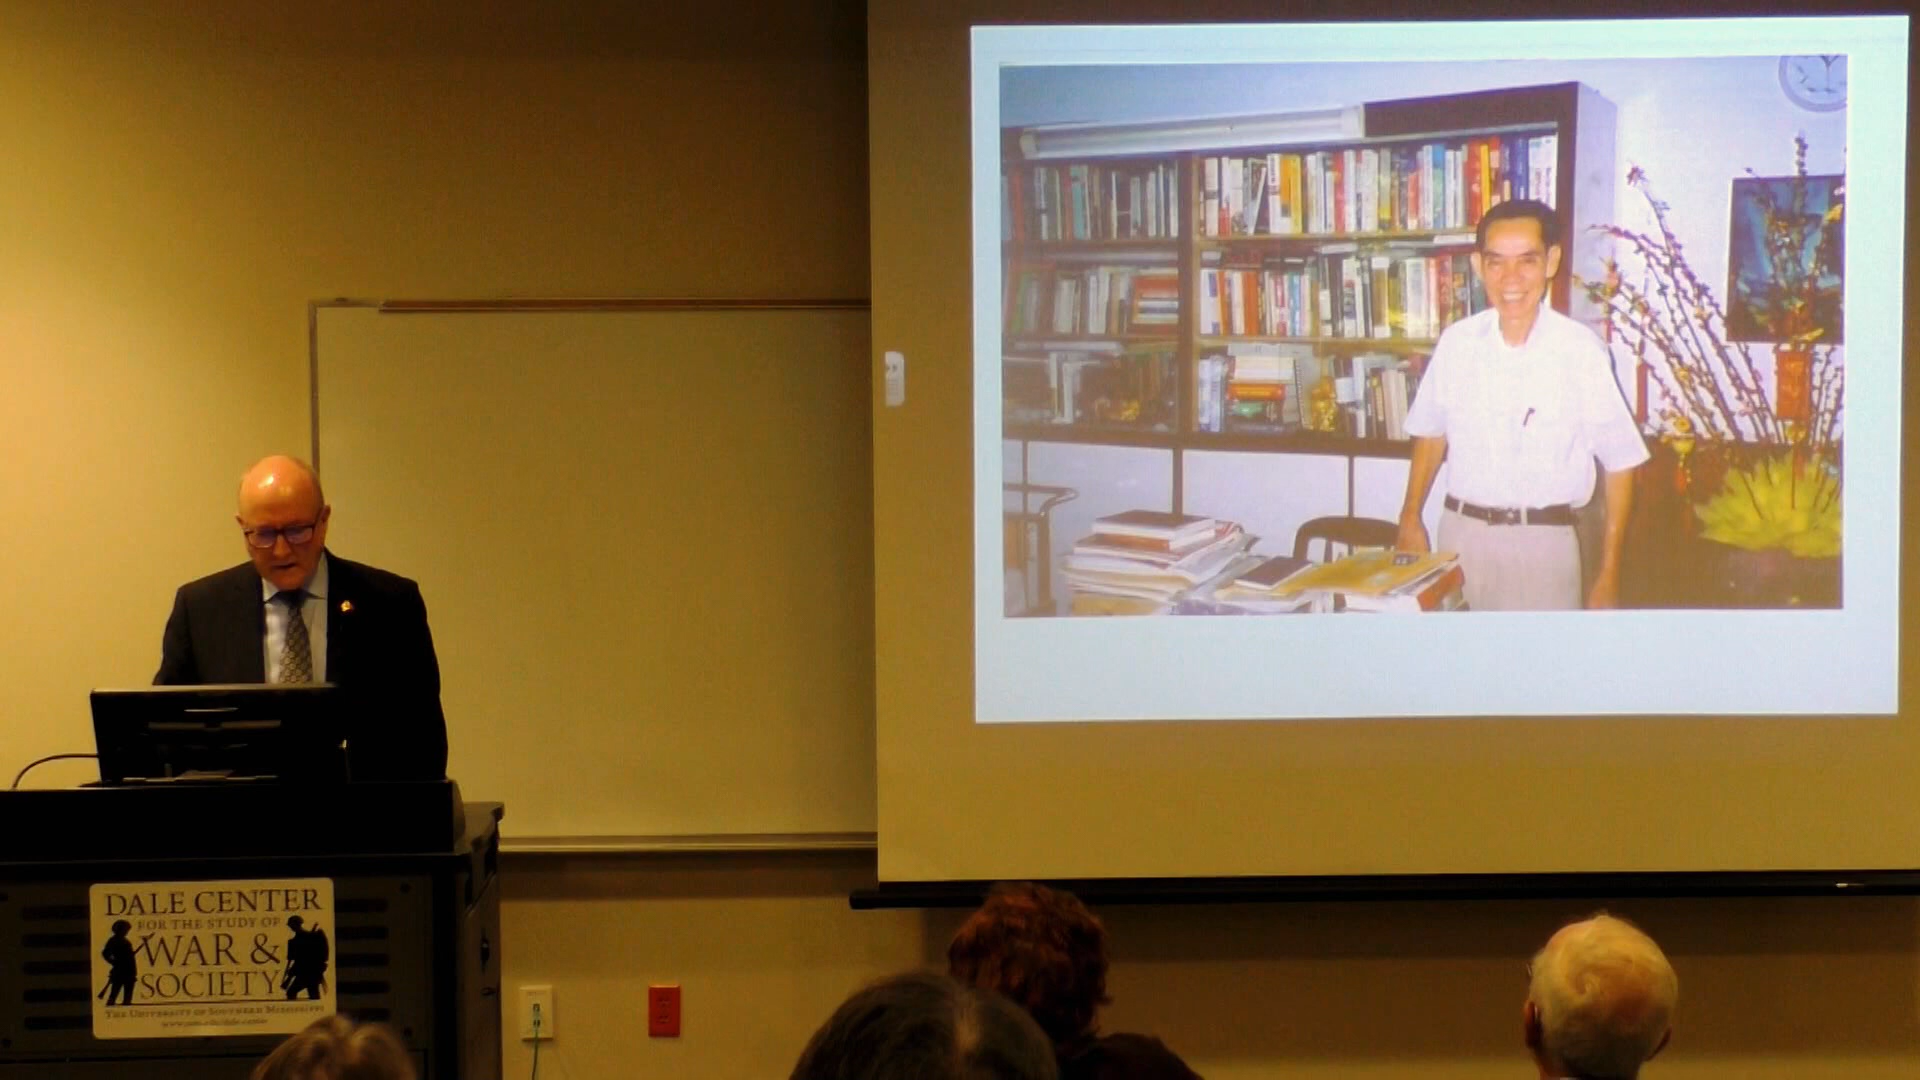 DALE CENTER
FOR THE STUDY OF
WAR &
SOCIETY
THE UNIVERSITY OF SOUTHERN MISSISSIPPI